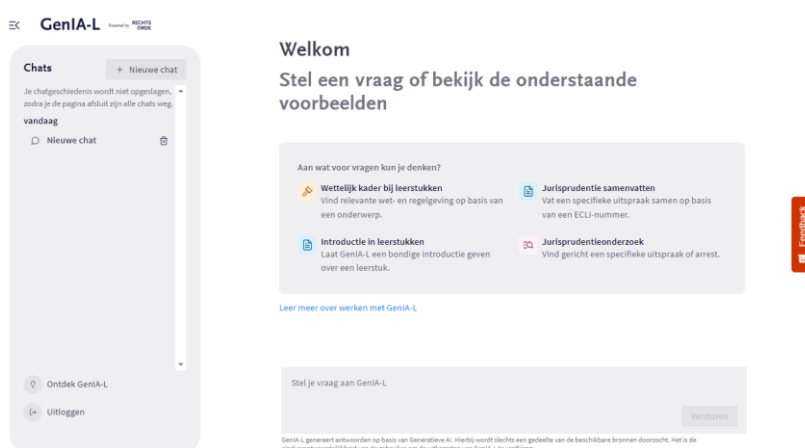 GenIA-L Powered by RECHTS
ORDE
Chats
+ Nieuwe chat
Je chatgeschiedenis wordt niet opgeslagen,
zodra je de pagina afsluit zijn alle chats weg.
vandaag
Nieuwe chat
Ontdek GenIA-L
Uitloggen
Welkom
Stel een vraag of bekijk de onderstaande
voorbeelden
Aan wat voor vragen kun je denken?
Wettelijk kader bij leerstukken
Vind relevante wet- en regelgeving op basis van
een onderwerp.
Jurisprudentie samenvatten
Vat een specifieke uitspraak samen op basis
van een ECLI-nummer.
Introductie in leerstukken
Laat GenIA-L een bondige introductie geven
over een leerstuk.
Jurisprudentieonderzoek
Vind gericht een specifieke uitspraak of arrest.
Leer meer over werken met GenIA-L
Stel je vraag aan GenIA-L
Versturen
GenIA-L genereert antwoorden op basis van Generatieve AI. Hierbij wordt slechts een gedeelte van de beschikbare bronnen doorzocht. Het is de
Feedback